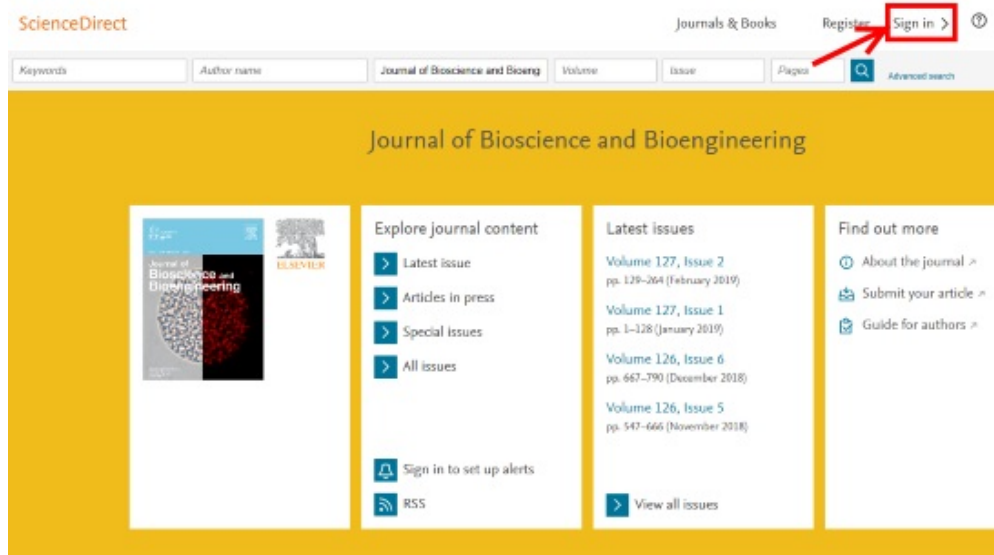 ScienceDirect
Journals & Books
Register
Sign in
Keywords
Author name
Journal of Bioscience and Bioeng
Volume
Issue
Pages
Advanced search
Journal of Bioscience and Bioengineering
Journal of
Bioscience and
Bioengineering
ELSEVIER
Explore journal content
Latest issue
Articles in press
Special issues
All issues
Sign in to set up alerts
RSS
Latest issues
Volume 127, Issue 2
pp. 129–264 (February 2019)
Volume 127, Issue 1
pp. 1–128 (January 2019)
Volume 126, Issue 6
pp. 667–790 (December 2018)
Volume 126, Issue 5
pp. 547–666 (November 2018)
View all issues
Find out more
About the journal
Submit your article
Guide for authors